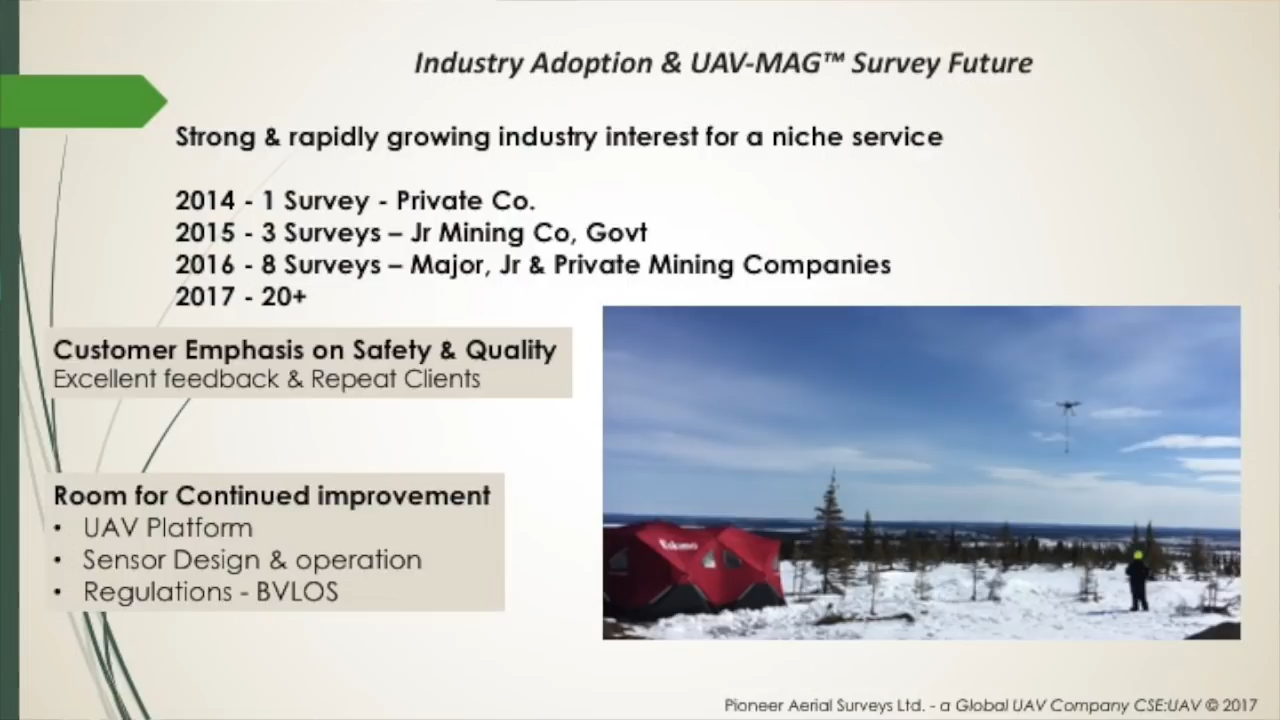 Industry Adoption & UAV-MAG™ Survey Future
Strong & rapidly growing industry interest for a niche service
2014 - 1 Survey - Private Co.
2015 - 3 Surveys – Jr Mining Co, Govt
2016 - 8 Surveys – Major, Jr & Private Mining Companies
2017 - 20+
Customer Emphasis on Safety & Quality
Excellent feedback & Repeat Clients
Room for Continued improvement
• UAV Platform
• Sensor Design & operation
• Regulations - BVLOS
Eskimo
Pioneer Aerial Surveys Ltd. - a Global UAV Company CSE:UAV © 2017